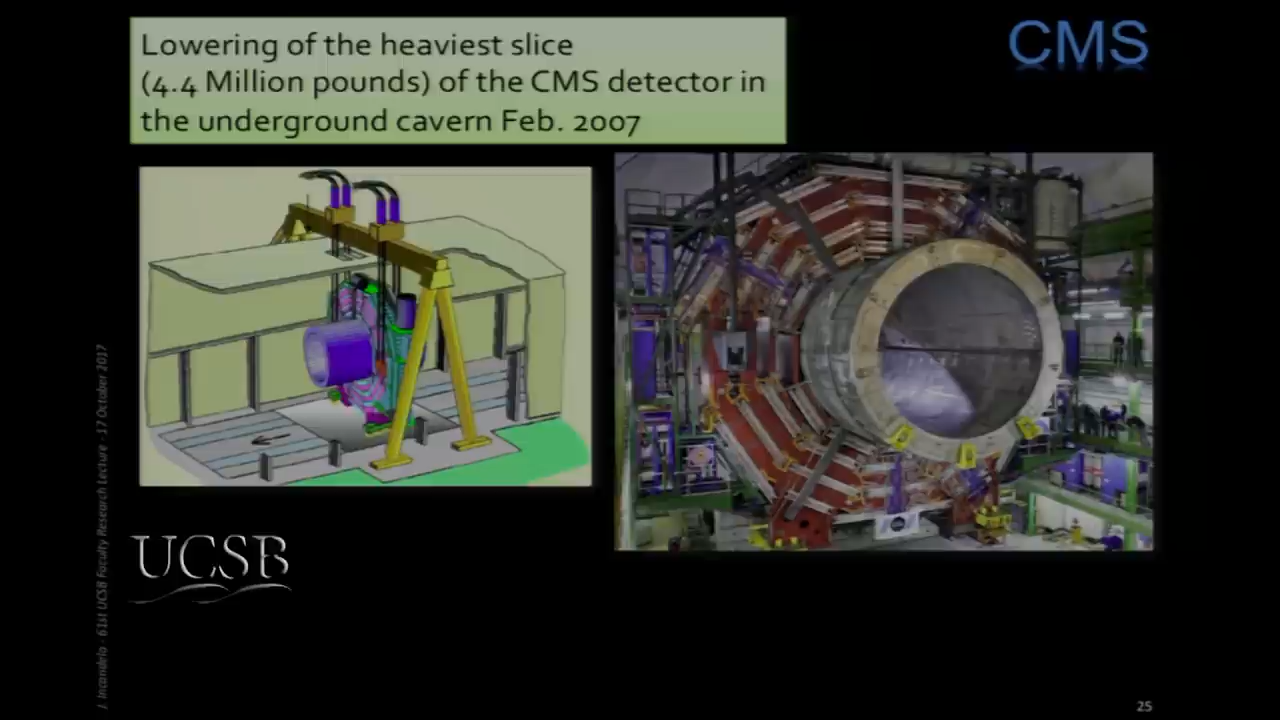 Lowering of the heaviest slice
(4.4 Million pounds) of the CMS detector in
the underground cavern Feb. 2007
CMS
J. Incandela - 61st UCSB Faculty Research Lecture - 17 October 2017
UCSB
25